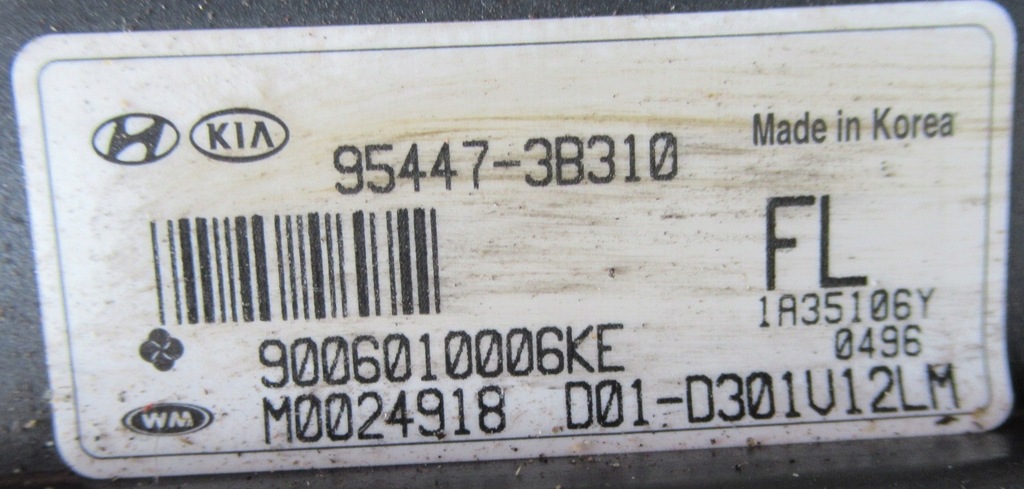 KIA
95447-3B310
Made in Korea
FL
1A35106Y
0496
9006010006KE
M0024918 D01-D301V12LM
WM